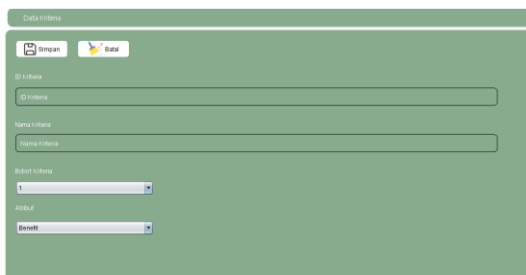 Data Kriteria
Simpan
Batal
ID Kriteria
ID Kriteria
Nama Kriteria
Nama Kriteria
Bobot Kriteria
1
Atribut
Benefit